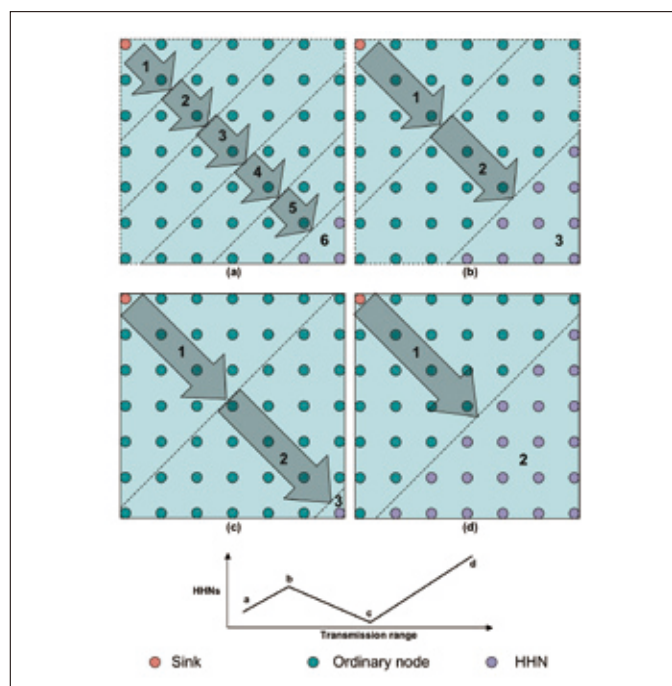 1
2
3
4
5
6
(a)
1
2
3
(b)
1
2
3
(c)
1
2
(d)
HHNs
a
b
c
d
Transmission range
Sink
Ordinary node
HHN